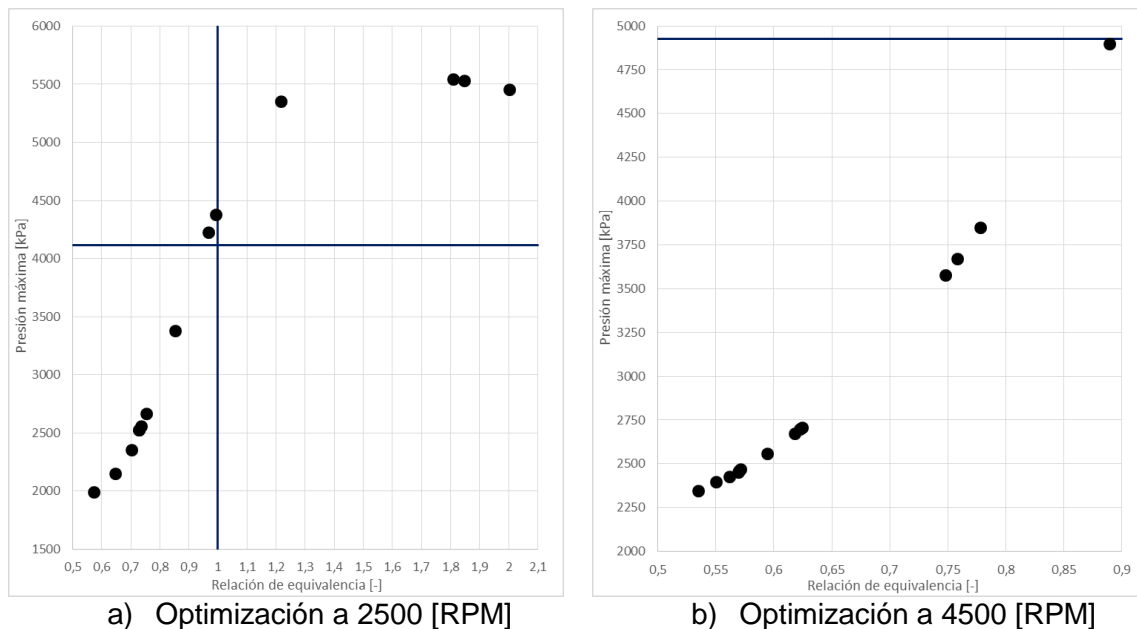 6000
5500
5000
4500
4000
3500
3000
2500
2000
1500
Presión máxima [kPa]
0,5 0,6 0,7 0,8 0,9 1 1,1 1,2 1,3 1,4 1,5 1,6 1,7 1,8 1,9 2 2,1
Relación de equivalencia [-]
a) Optimización a 2500 [RPM]
5000
4750
4500
4250
4000
3750
3500
3250
3000
2750
2500
2250
2000
Presión máxima [kPa]
0,5 0,55 0,6 0,65 0,7 0,75 0,8 0,85 0,9
Relación de equivalencia [-]
b) Optimización a 4500 [RPM]